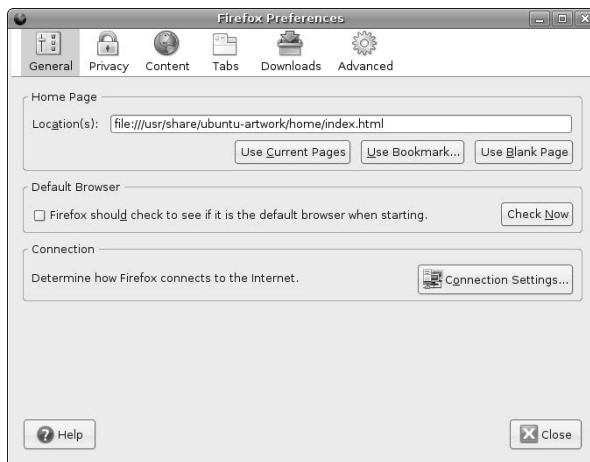 Firefox Preferences
General Privacy Content Tabs Downloads Advanced
Home Page
Location(s): file:///usr/share/ubuntu-artwork/home/index.html
Use Current Pages Use Bookmark... Use Blank Page
Default Browser
Firefox should check to see if it is the default browser when starting. Check Now
Connection
Determine how Firefox connects to the Internet. Connection Settings...
Help Close